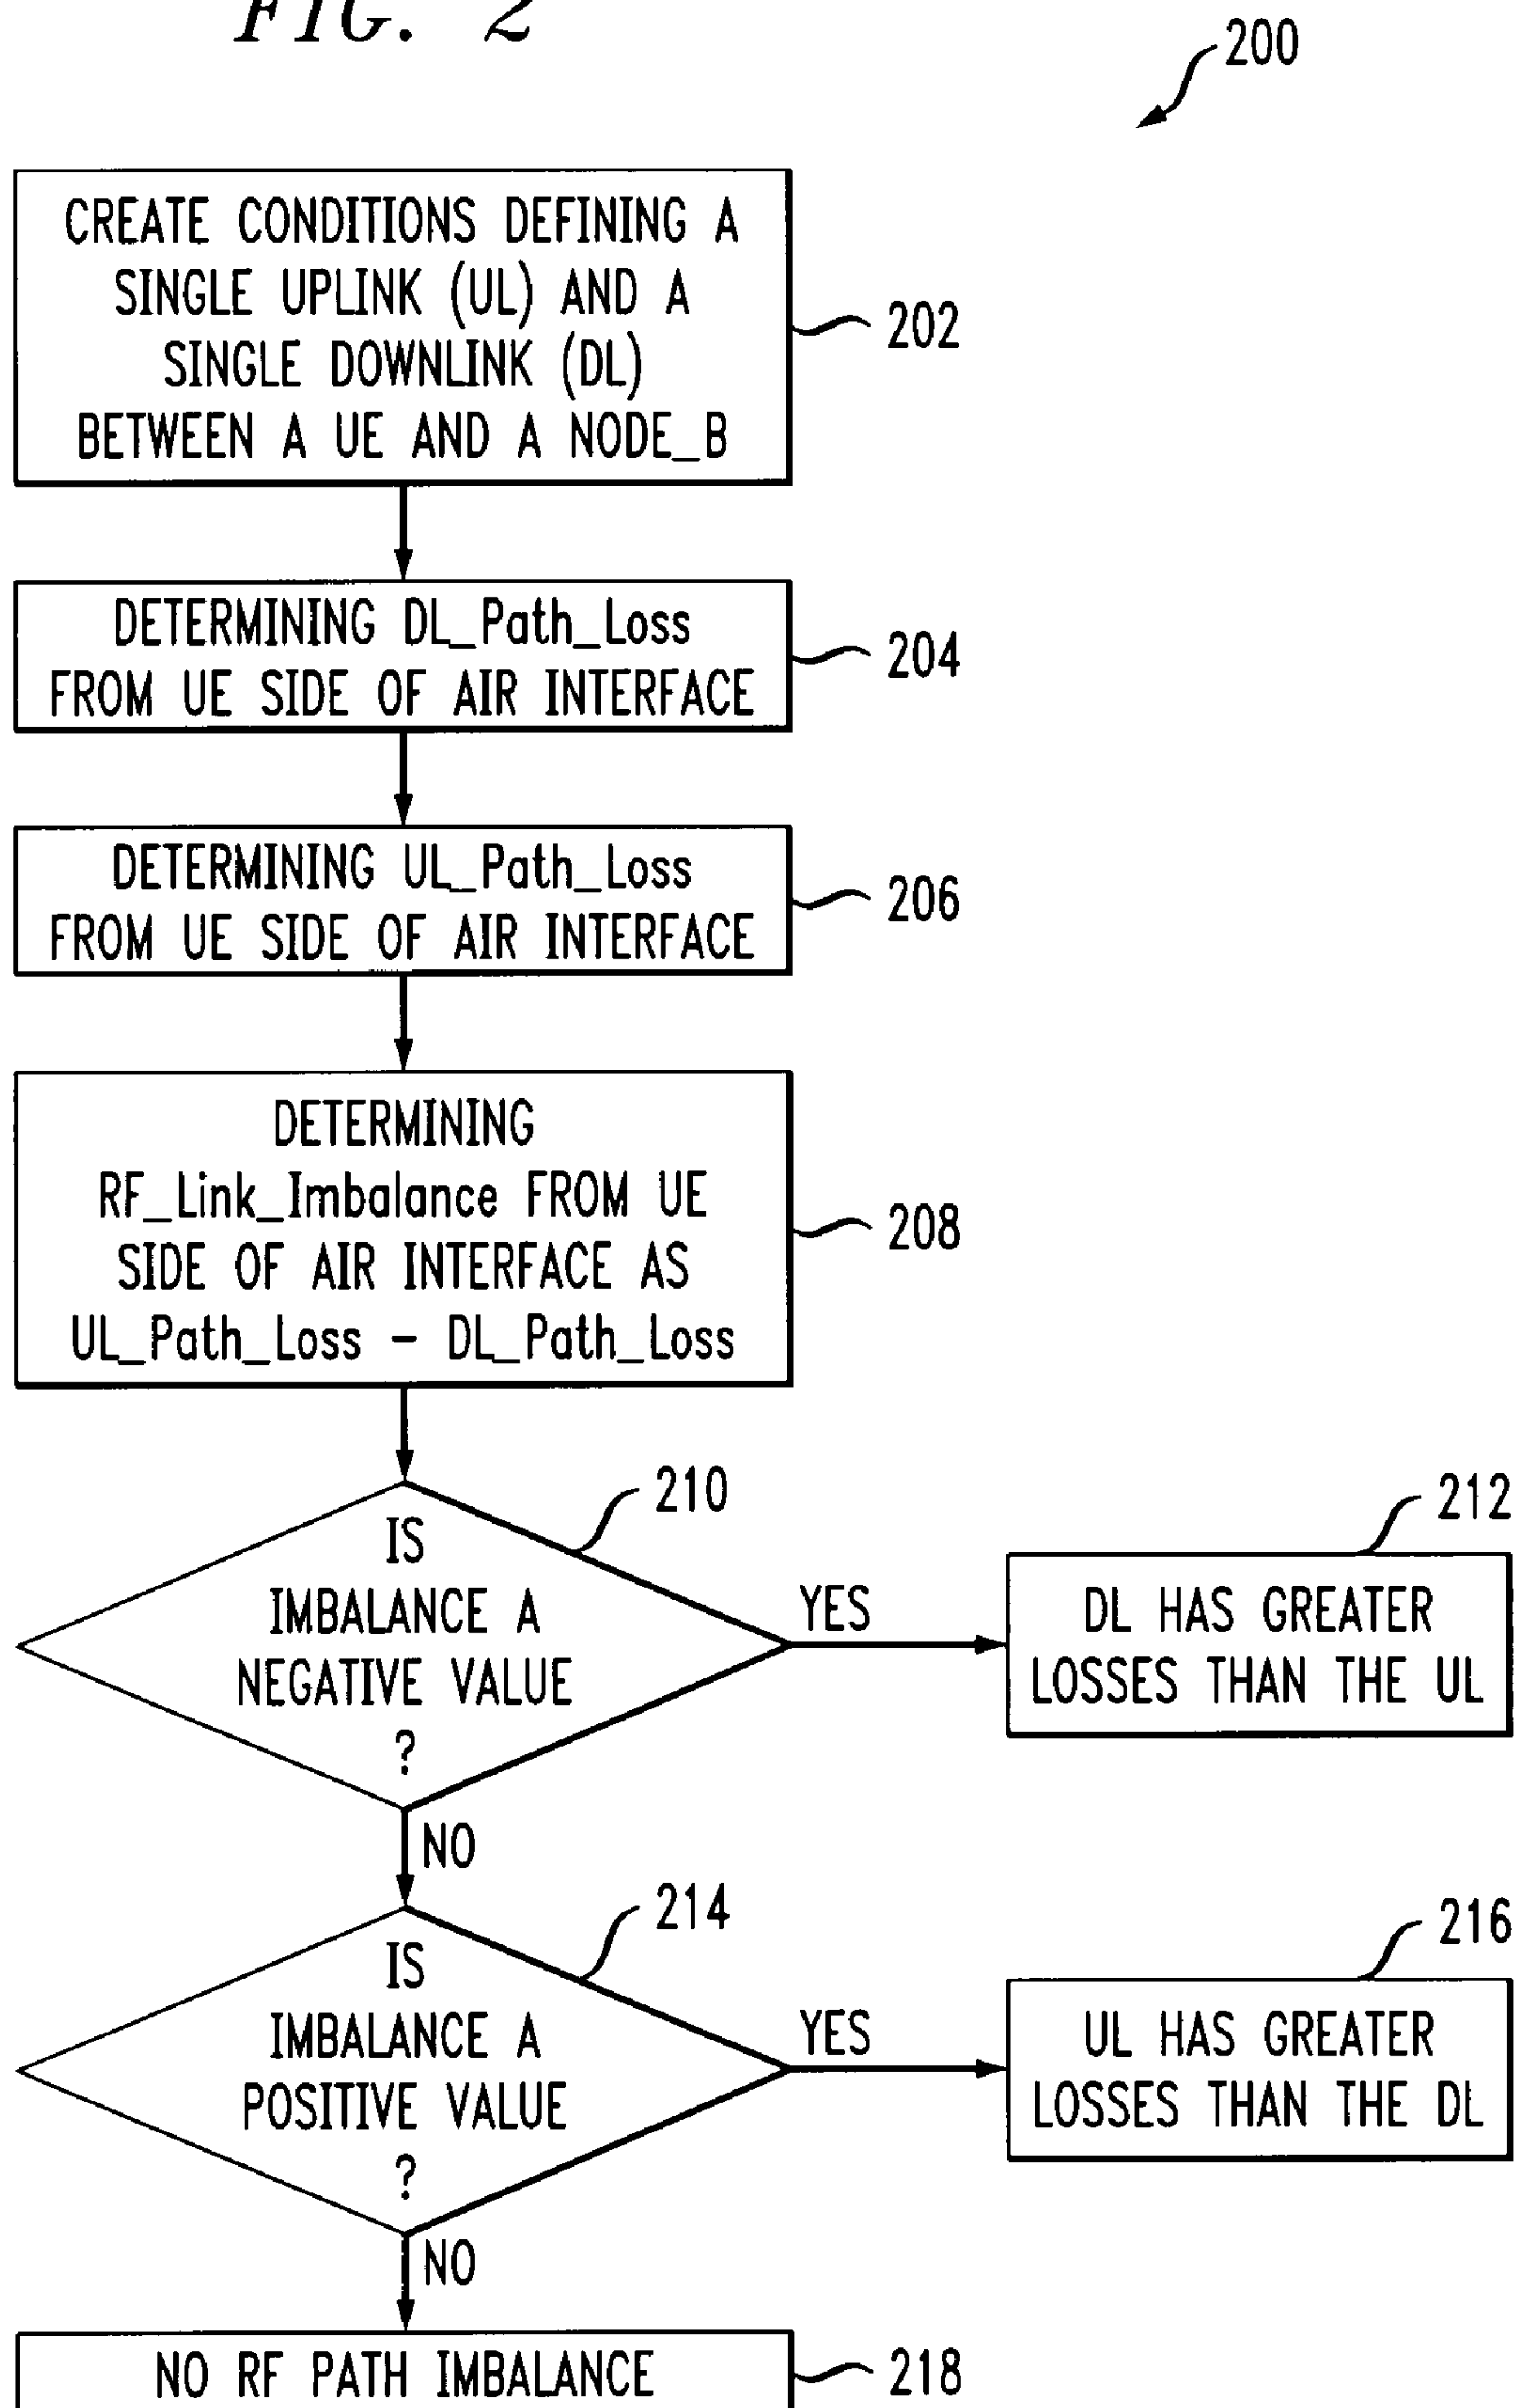 FIG. 2
200
CREATE CONDITIONS DEFINING A
SINGLE UPLINK (UL) AND A
SINGLE DOWNLINK (DL)
BETWEEN A UE AND A NODE_B
202
DETERMINING DL_Path_Loss
FROM UE SIDE OF AIR INTERFACE
204
DETERMINING UL_Path_Loss
FROM UE SIDE OF AIR INTERFACE
206
DETERMINING
RF_Link_Imbalance FROM UE
SIDE OF AIR INTERFACE AS
UL_Path_Loss - DL_Path_Loss
208
210
IS
IMBALANCE A
NEGATIVE VALUE
?
YES
212
DL HAS GREATER
LOSSES THAN THE UL
NO
214
IS
IMBALANCE A
POSITIVE VALUE
?
YES
216
UL HAS GREATER
LOSSES THAN THE DL
NO
NO RF PATH IMBALANCE
218